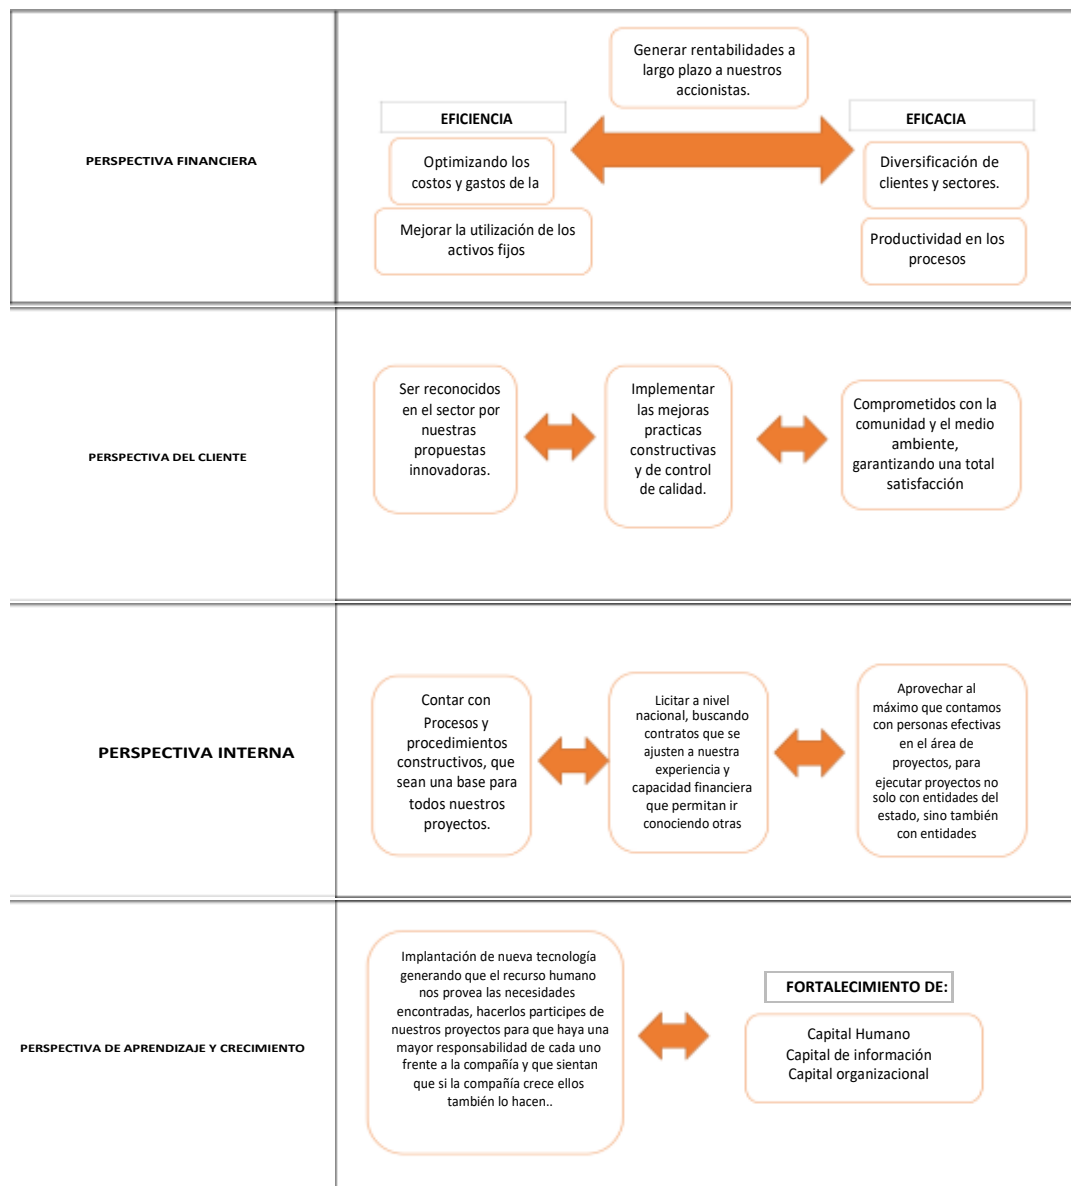 PERSPECTIVA FINANCIERA
Generar rentabilidades a
largo plazo a nuestros
accionistas.
EFICIENCIA
Optimizando los
costos y gastos de la
Mejorar la utilización de los
activos fijos
EFICACIA
Diversificación de
clientes y sectores.
Productividad en los
procesos
PERSPECTIVA DEL CLIENTE
Ser reconocidos
en el sector por
nuestras
propuestas
innovadoras.
Implementar
las mejoras
practicas
constructivas
y de control
de calidad.
Comprometidos con la
comunidad y el medio
ambiente,
garantizando una total
satisfacción
PERSPECTIVA INTERNA
Contar con
Procesos y
procedimientos
constructivos, que
sean una base para
todos nuestros
proyectos.
Licitar a nivel
nacional, buscando
contratos que se
ajusten a nuestra
experiencia y
capacidad financiera
que permitan ir
conociendo otras
Aprovechar al
máximo que contamos
con personas efectivas
en el área de
proyectos, para
ejecutar proyectos no
solo con entidades del
estado, sino también
con entidades
PERSPECTIVA DE APRENDIZAJE Y CRECIMIENTO
Implantación de nueva tecnología
generando que el recurso humano
nos provea las necesidades
encontradas, hacerlos participes de
nuestros proyectos para que haya una
mayor responsabilidad de cada uno
frente a la compañía y que sientan
que si la compañía crece ellos
también lo hacen..
FORTALECIMIENTO DE:
Capital Humano
Capital de información
Capital organizacional